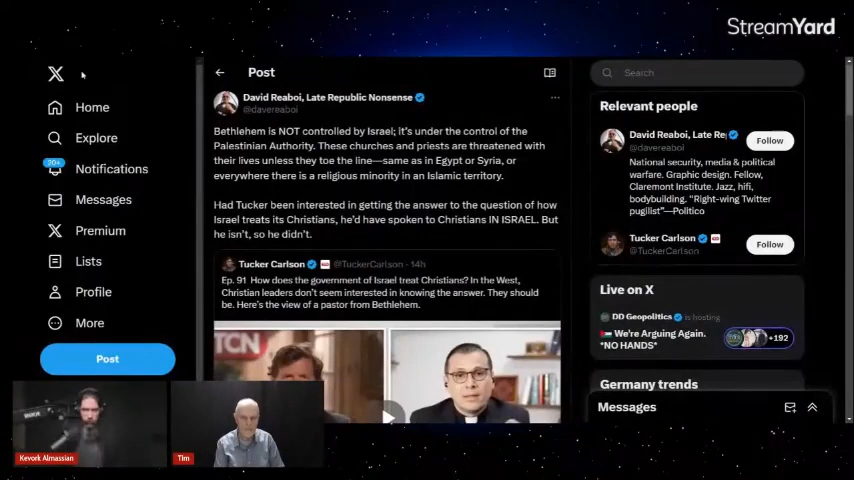 StreamYard
Home
Explore
20+
Notifications
Messages
Premium
Lists
Profile
More
Post
Post
David Reaboi, Late Republic Nonsense
@davereaboi
Bethlehem is NOT controlled by Israel; it's under the control of the
Palestinian Authority. These churches and priests are threatened with
their lives unless they toe the line—same as in Egypt or Syria, or
everywhere there is a religious minority in an Islamic territory.
Had Tucker been interested in getting the answer to the question of how
Israel treats its Christians, he'd have spoken to Christians IN ISRAEL. But
he isn't, so he didn't.
Tucker Carlson @TuckerCarlson · 14h
Ep. 91 How does the government of Israel treat Christians? In the West,
Christian leaders don't seem interested in knowing the answer. They should
be. Here's the view of a pastor from Bethlehem.
TCN
Search
Relevant people
David Reaboi, Late Re
@davereaboi
Follow
National security, media & political
warfare. Graphic design. Fellow,
Claremont Institute. Jazz, hifi,
bodybuilding. "Right-wing Twitter
pugilist"—Politico
Tucker Carlson
@TuckerCarlson
Follow
Live on X
DD Geopolitics is hosting
We're Arguing Again.
*NO HANDS*
+192
Germany trends
Messages
Kevork Almassian
Tim